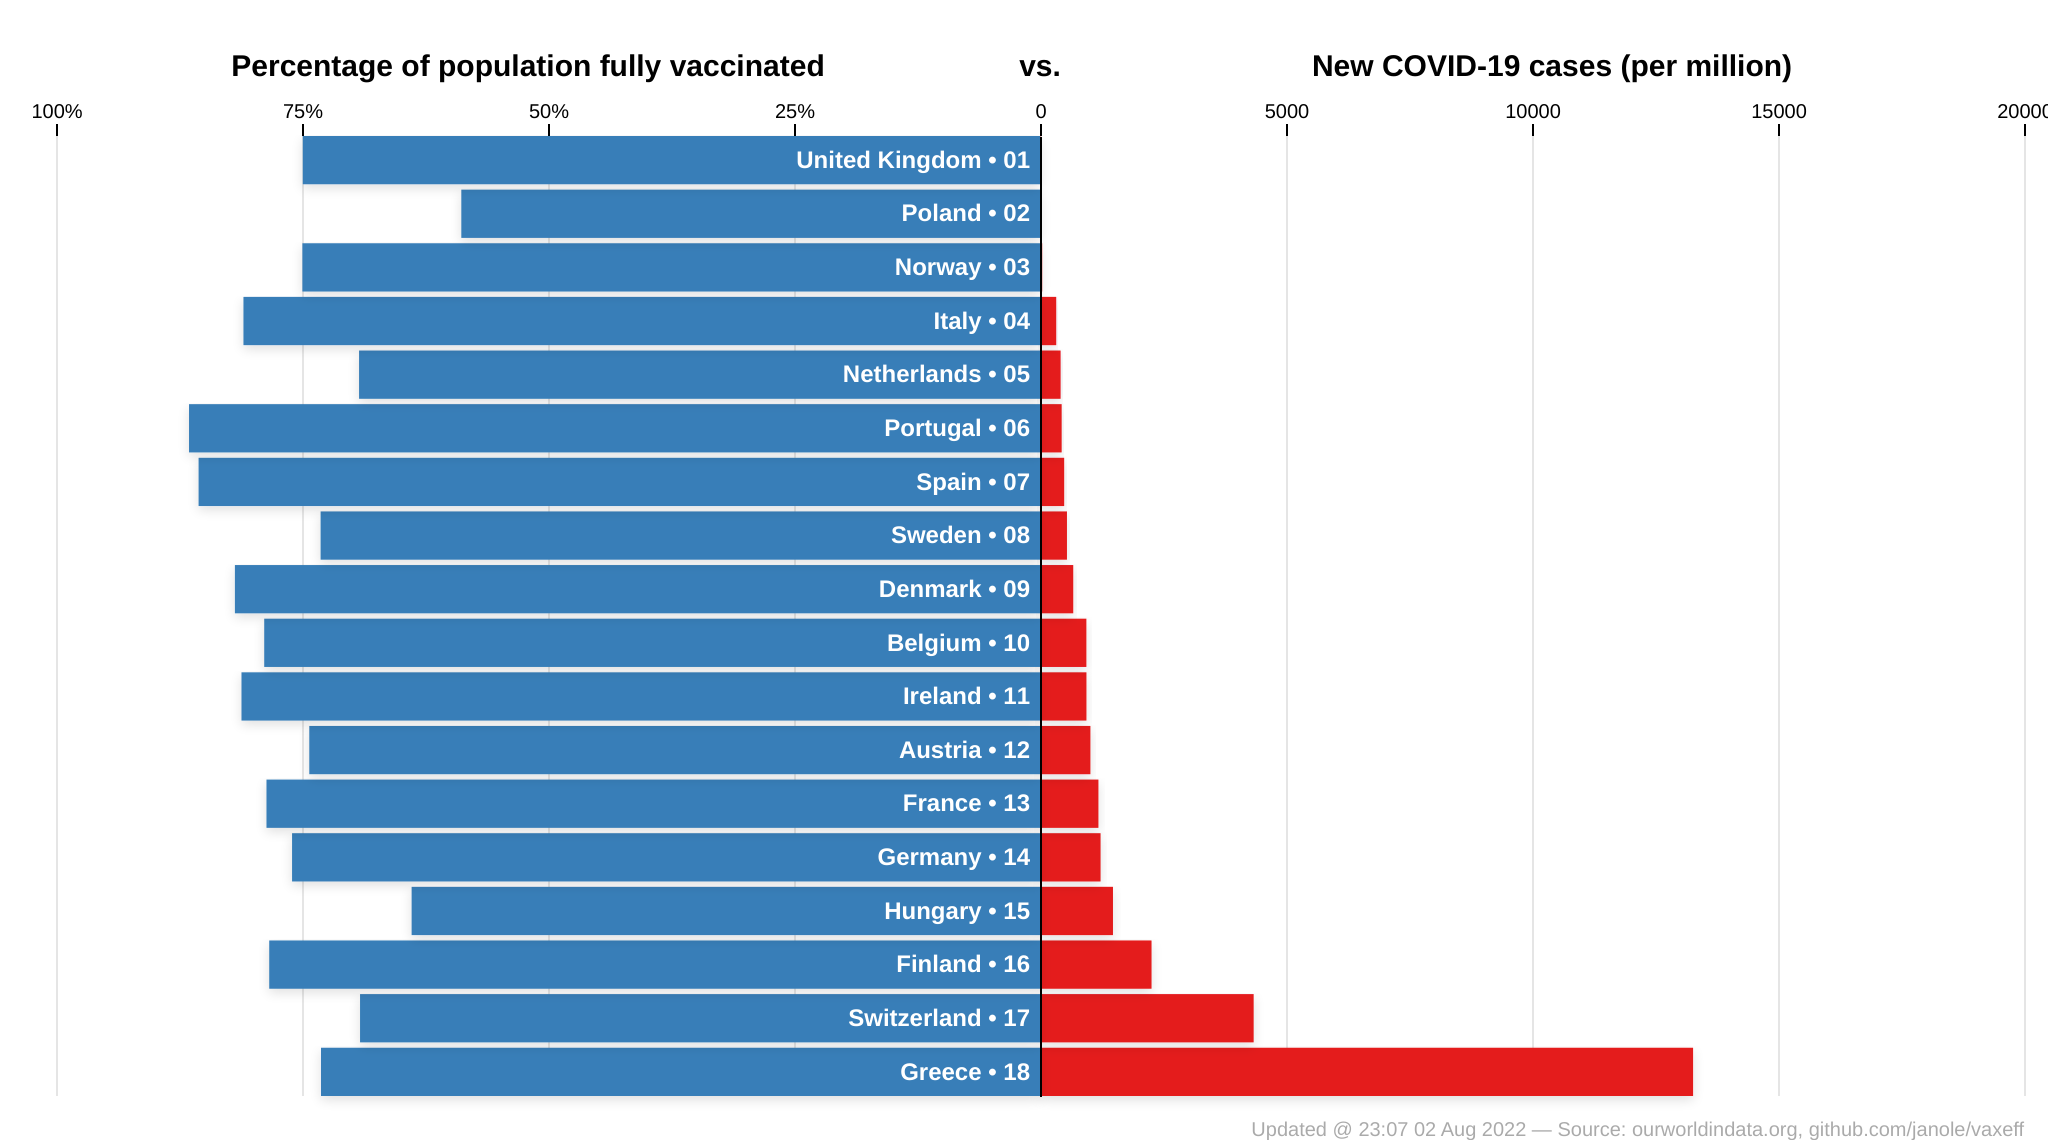 Percentage of population fully vaccinated vs. New COVID-19 cases (per million)
100% 75% 50% 25% 0 5000 10000 15000 20000
United Kingdom • 01
Poland • 02
Norway • 03
Italy • 04
Netherlands • 05
Portugal • 06
Spain • 07
Sweden • 08
Denmark • 09
Belgium • 10
Ireland • 11
Austria • 12
France • 13
Germany • 14
Hungary • 15
Finland • 16
Switzerland • 17
Greece • 18
Updated @ 23:07 02 Aug 2022 — Source: ourworldindata.org, github.com/janole/vaxeff